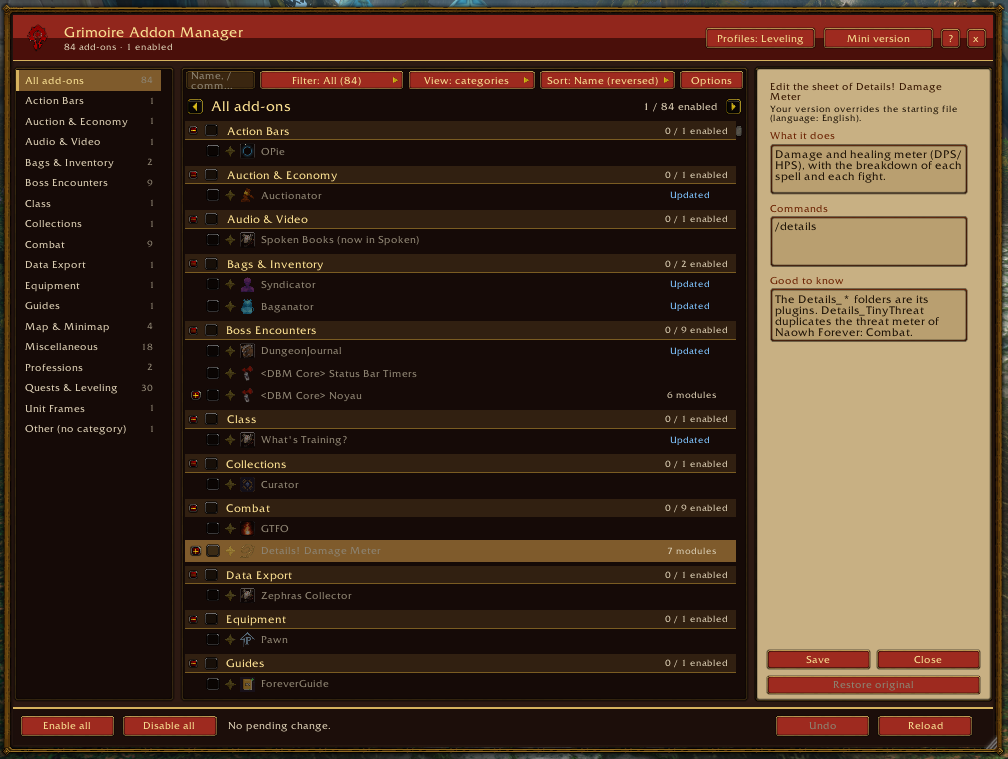 Grimoire Addon Manager
84 add-ons · 1 enabled
Profiles: Leveling
Mini version
?
x
All add-ons 84
Action Bars 1
Auction & Economy 1
Audio & Video 1
Bags & Inventory 2
Boss Encounters 9
Class 1
Collections 1
Combat 9
Data Export 1
Equipment 1
Guides 1
Map & Minimap 4
Miscellaneous 18
Professions 2
Quests & Leveling 30
Unit Frames 1
Other (no category) 1
Name, /
comm...
Filter: All (84)
View: categories
Sort: Name (reversed)
Options
All add-ons
1 / 84 enabled
Action Bars 0 / 1 enabled
OPie
Auction & Economy 0 / 1 enabled
Auctionator Updated
Audio & Video 0 / 1 enabled
Spoken Books (now in Spoken)
Bags & Inventory 0 / 2 enabled
Syndicator Updated
Baganator Updated
Boss Encounters 0 / 9 enabled
DungeonJournal Updated
<DBM Core> Status Bar Timers
<DBM Core> Noyau 6 modules
Class 0 / 1 enabled
What's Training? Updated
Collections 0 / 1 enabled
Curator
Combat 0 / 9 enabled
GTFO
Details! Damage Meter 7 modules
Data Export 0 / 1 enabled
Zephras Collector
Equipment 0 / 1 enabled
Pawn
Guides 0 / 1 enabled
ForeverGuide
Edit the sheet of Details! Damage
Meter
Your version overrides the starting file
(language: English).
What it does
Damage and healing meter (DPS/
HPS), with the breakdown of each
spell and each fight.
Commands
/details
Good to know
The Details_* folders are its
plugins. Details_TinyThreat
duplicates the threat meter of
Naowh Forever: Combat.
Save
Close
Restore original
Enable all
Disable all
No pending change.
Undo
Reload